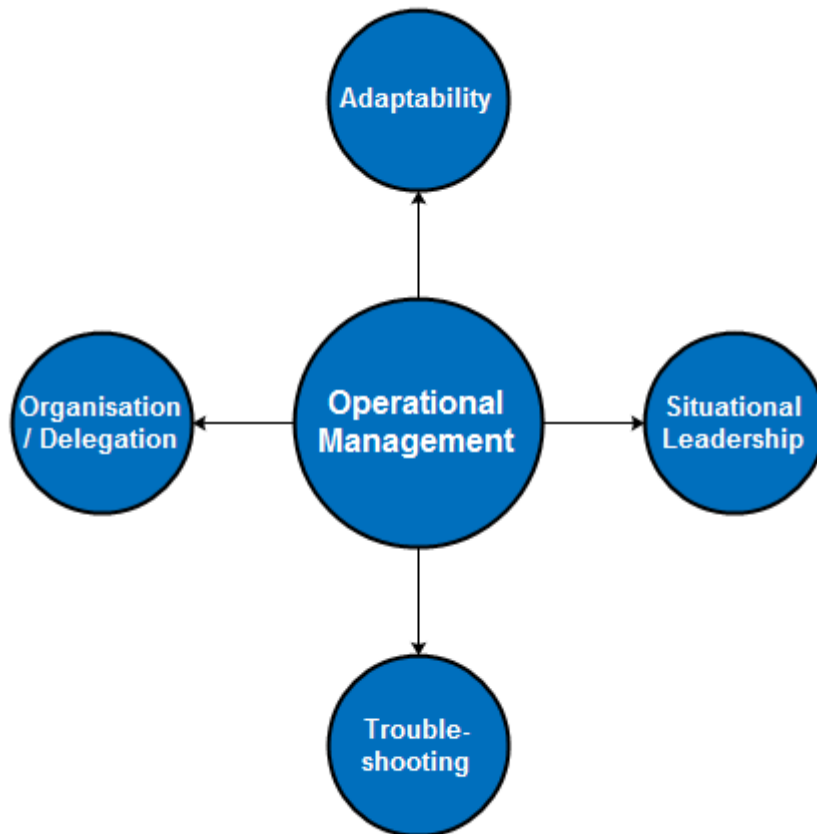 Adaptability
Organisation
/ Delegation
Operational
Management
Situational
Leadership
Trouble-
shooting